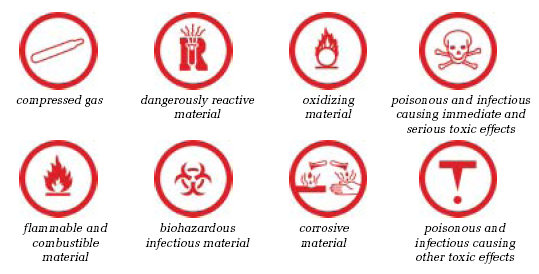 R
compressed gas
dangerously reactive
material
oxidizing
material
poisonous and infectious
causing immediate and
serious toxic effects
T
flammable and
combustible
material
biohazardous
infectious material
corrosive
material
poisonous and
infectious causing
other toxic effects